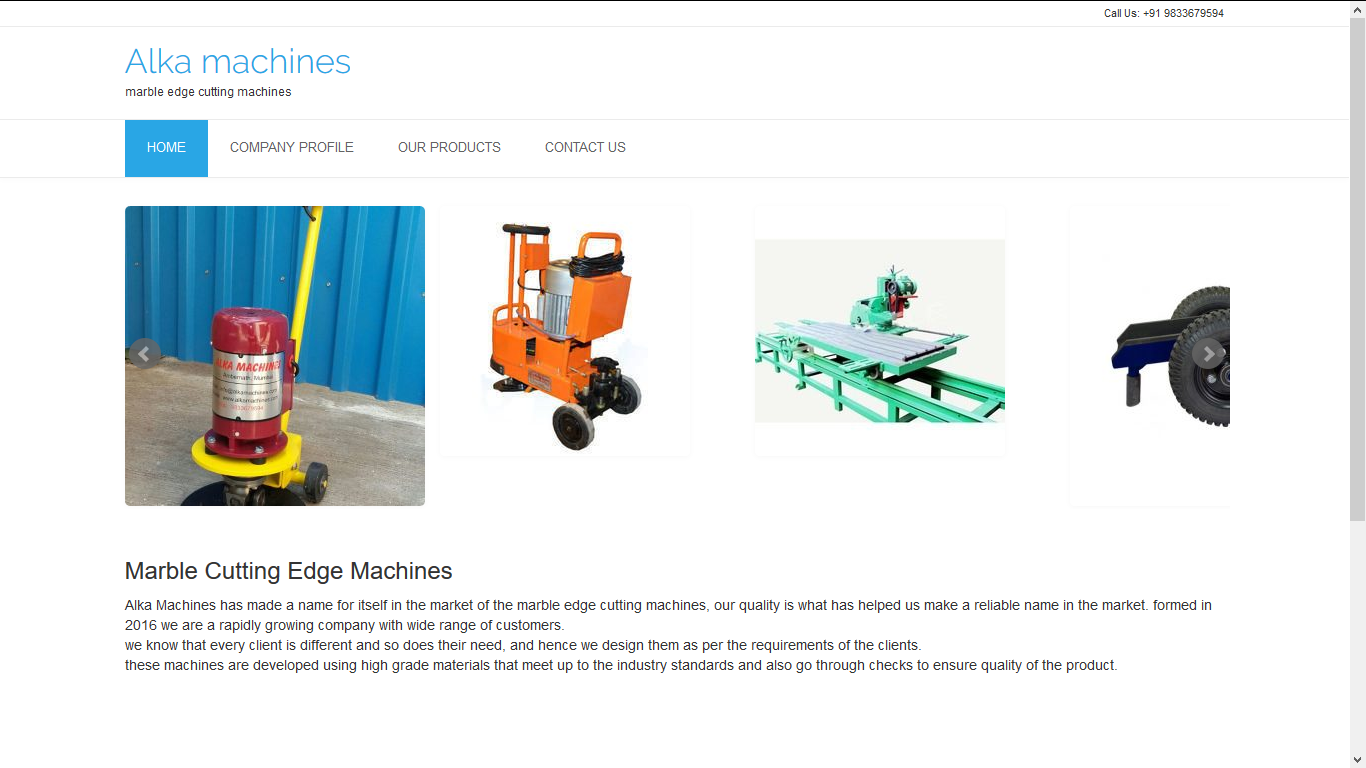 Call Us: +91 9833679594
Alka machines
marble edge cutting machines
HOME COMPANY PROFILE OUR PRODUCTS CONTACT US
ALKA MACHINES
Ambernath, Mumbai
www.alkamachines.com
Marble Cutting Edge Machines
Alka Machines has made a name for itself in the market of the marble edge cutting machines, our quality is what has helped us make a reliable name in the market. formed in
2016 we are a rapidly growing company with wide range of customers.
we know that every client is different and so does their need, and hence we design them as per the requirements of the clients.
these machines are developed using high grade materials that meet up to the industry standards and also go through checks to ensure quality of the product.